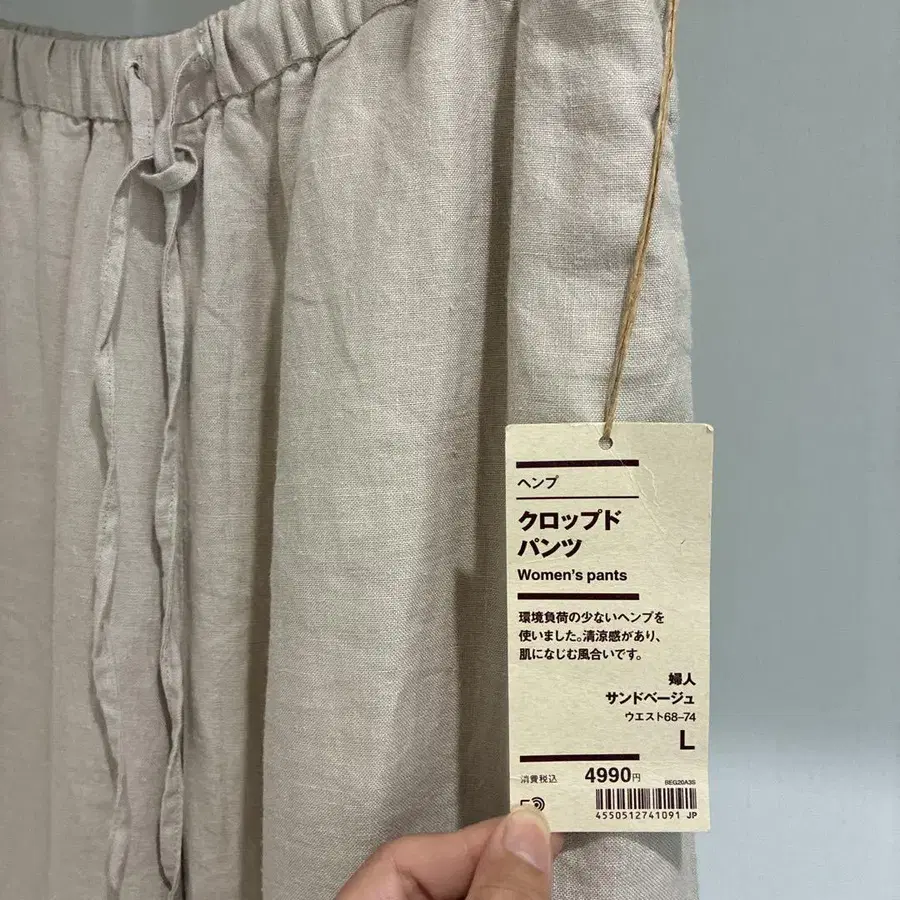 ヘンプ
クロップド
パンツ
Women's pants
環境負荷の少ないヘンプを
使いました。清涼感があり、
肌になじむ風合いです。
婦人
サンドベージュ
ウエスト68–74
L
消費税込 4990円
BEG20A3S
4550512741091 JP